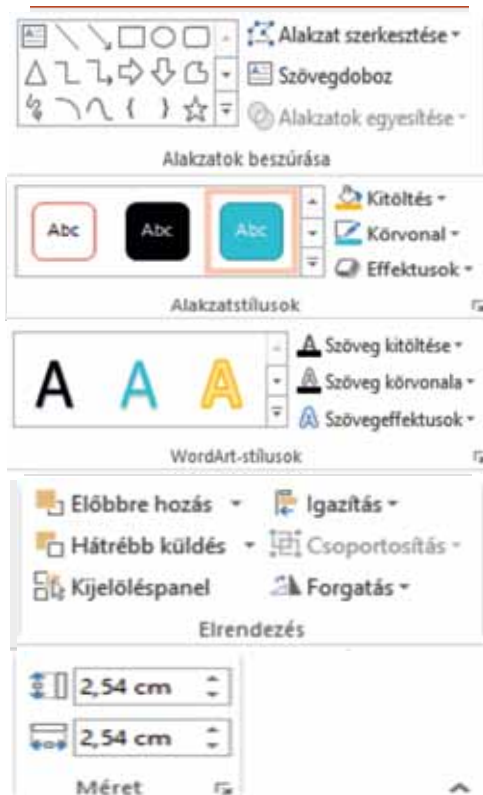 Alakzat szerkesztése
Szövegdoboz
Alakzatok egyesítése
Alakzatok beszúrása
Abc Abc Abc
Kitöltés
Körvonal
Effektusok
Alakzatstílusok
A A A
Szöveg kitöltése
Szöveg körvonala
Szövegeffektusok
WordArt-stílusok
Előbbre hozás Igazítás
Hátrébb küldés Csoportosítás
Kijelöléspanel Forgatás
Elrendezés
2,54 cm
2,54 cm
Méret